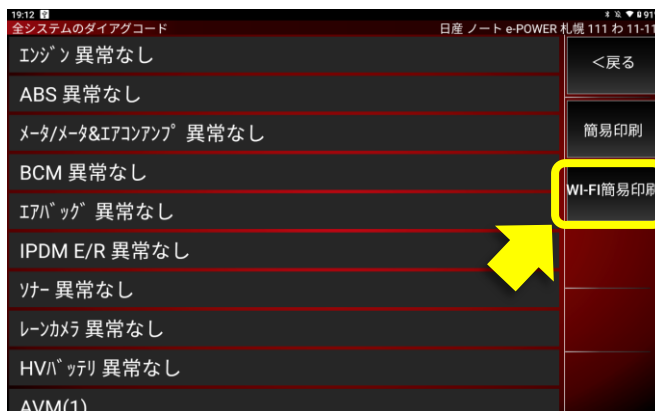 19:12 91%
全システムのダイアグコード 日産 ノート e-POWER 札幌 111 わ 11-11
ｴﾝｼﾞﾝ 異常なし
<戻る
ABS 異常なし
ﾒｰﾀ/ﾒｰﾀ&ｴｱｺﾝｱﾝﾌﾟ 異常なし
簡易印刷
BCM 異常なし
WI-FI簡易印刷
ｴｱﾊﾞｯｸﾞ 異常なし
IPDM E/R 異常なし
ｿﾅｰ 異常なし
ﾚｰﾝｶﾒﾗ 異常なし
HVﾊﾞｯﾃﾘ 異常なし
AVM(1)